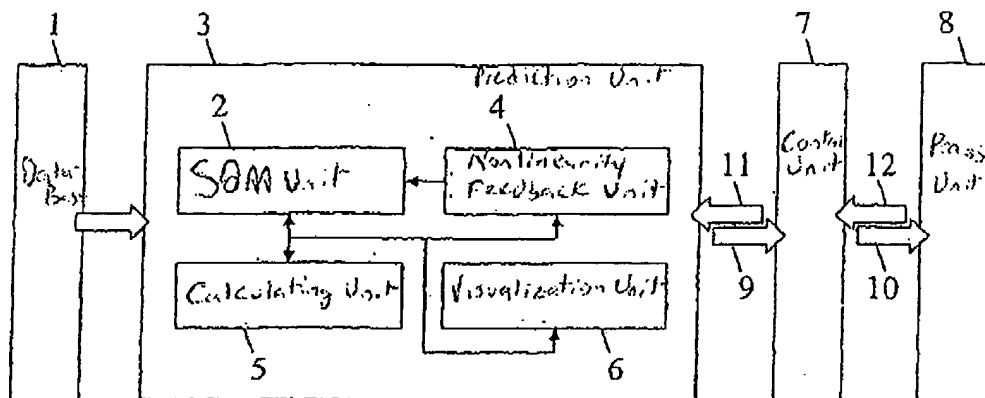 1
3
7
8
Prediction Unit
2
4
Data
Base
SOM Unit
Nonlinearity
Feedback Unit
11
Control
Unit
12
Unit
Calculating Unit
Visualization Unit
9
10
5
6